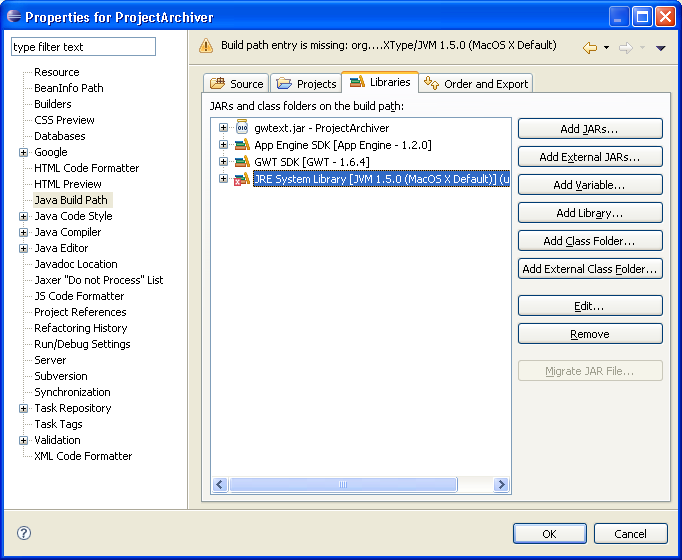 Properties for ProjectArchiver
type filter text
Build path entry is missing: org....XType/JVM 1.5.0 (MacOS X Default)
Resource
BeanInfo Path
Builders
CSS Preview
Databases
Google
HTML Code Formatter
HTML Preview
Java Build Path
Java Code Style
Java Compiler
Java Editor
Javadoc Location
Jaxer "Do not Process" List
JS Code Formatter
Project References
Refactoring History
Run/Debug Settings
Server
Subversion
Synchronization
Task Repository
Task Tags
Validation
XML Code Formatter
Source
Projects
Libraries
Order and Export
JARs and class folders on the build path:
gwtext.jar - ProjectArchiver
App Engine SDK [App Engine - 1.2.0]
GWT SDK [GWT - 1.6.4]
JRE System Library [JVM 1.5.0 (MacOS X Default)] (u
Add JARs...
Add External JARs...
Add Variable...
Add Library...
Add Class Folder...
Add External Class Folder...
Edit...
Remove
Migrate JAR File...
OK
Cancel